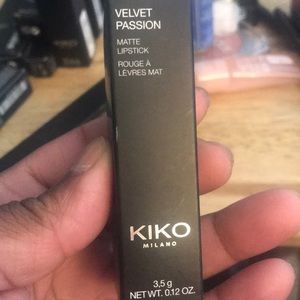 VELVET
PASSION
MATTE
LIPSTICK
ROUGE À
LÈVRES MAT
KIKO
MILANO
3,5 g
NET WT. 0.12 OZ.